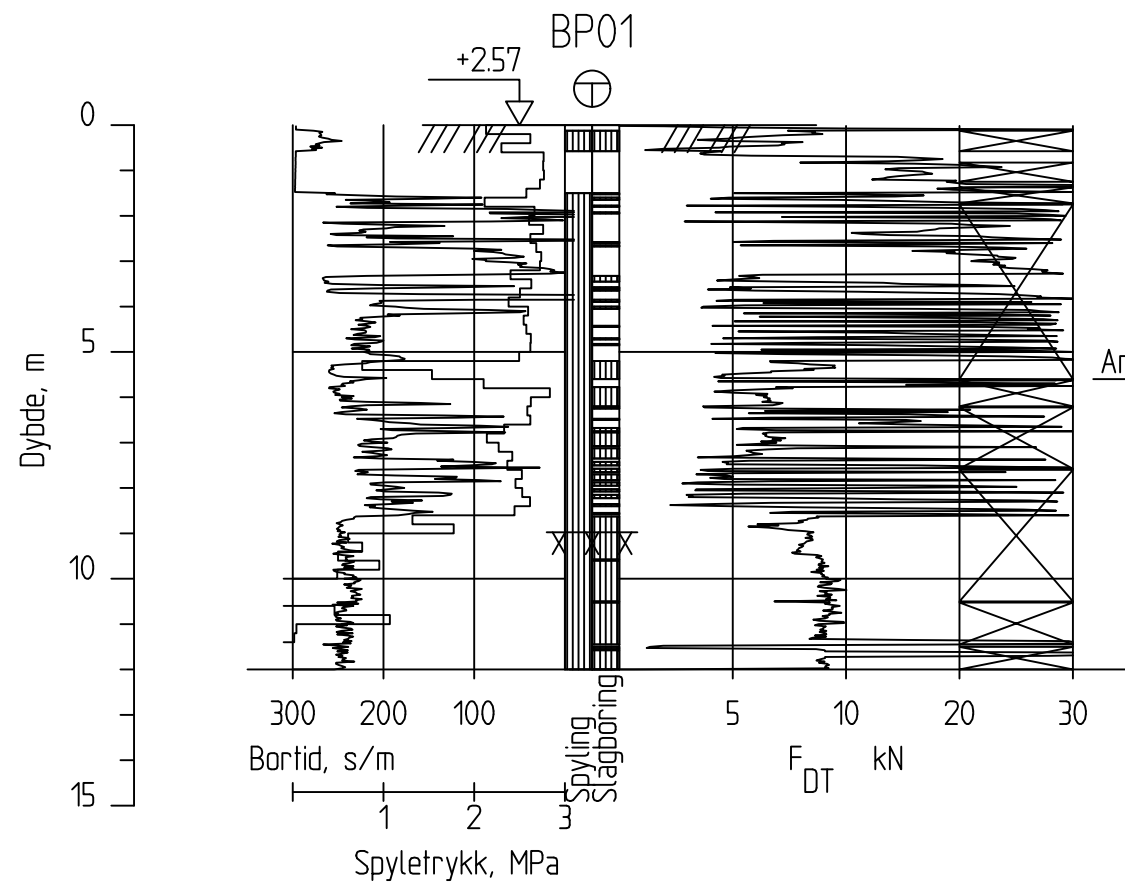 BP01
+2.57
0
5
10
15
Dybde, m
Ar
300 200 100
5 10 20 30
Bortid, s/m
Spyling
Slagboring
F DT kN
1 2 3
Spyletrykk, MPa